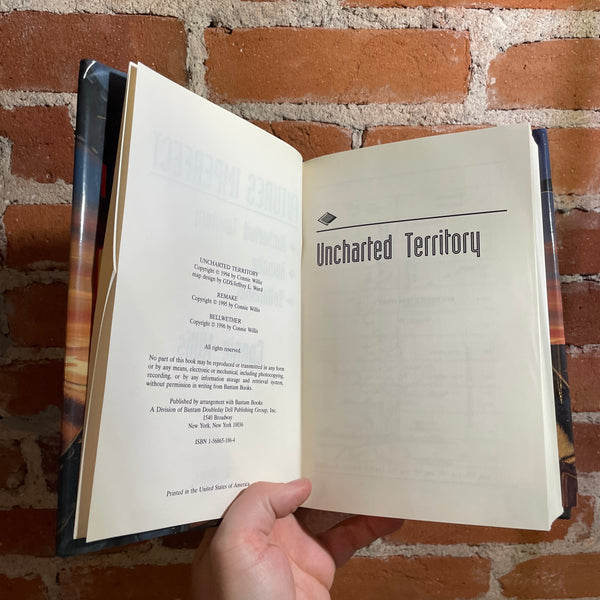 UNCHARTED TERRITORY
Copyright © 1994 by Connie Willis
map design by GDS/Jeffrey L. Ward
REMAKE
Copyright © 1995 by Connie Willis
BELLWETHER
Copyright © 1996 by Connie Willis
All rights reserved.
No part of this book may be reproduced or transmitted in any form
or by any means, electronic or mechanical, including photocopying,
recording, or by any information storage and retrieval system,
without permission in writing from Bantam Books.
Published by arrangement with Bantam Books:
A Division of Bantam Doubleday Dell Publishing Group, Inc.
1540 Broadway
New York, New York 10036
ISBN 1-56865-186-4
Printed in the United States of America
Uncharted Territory